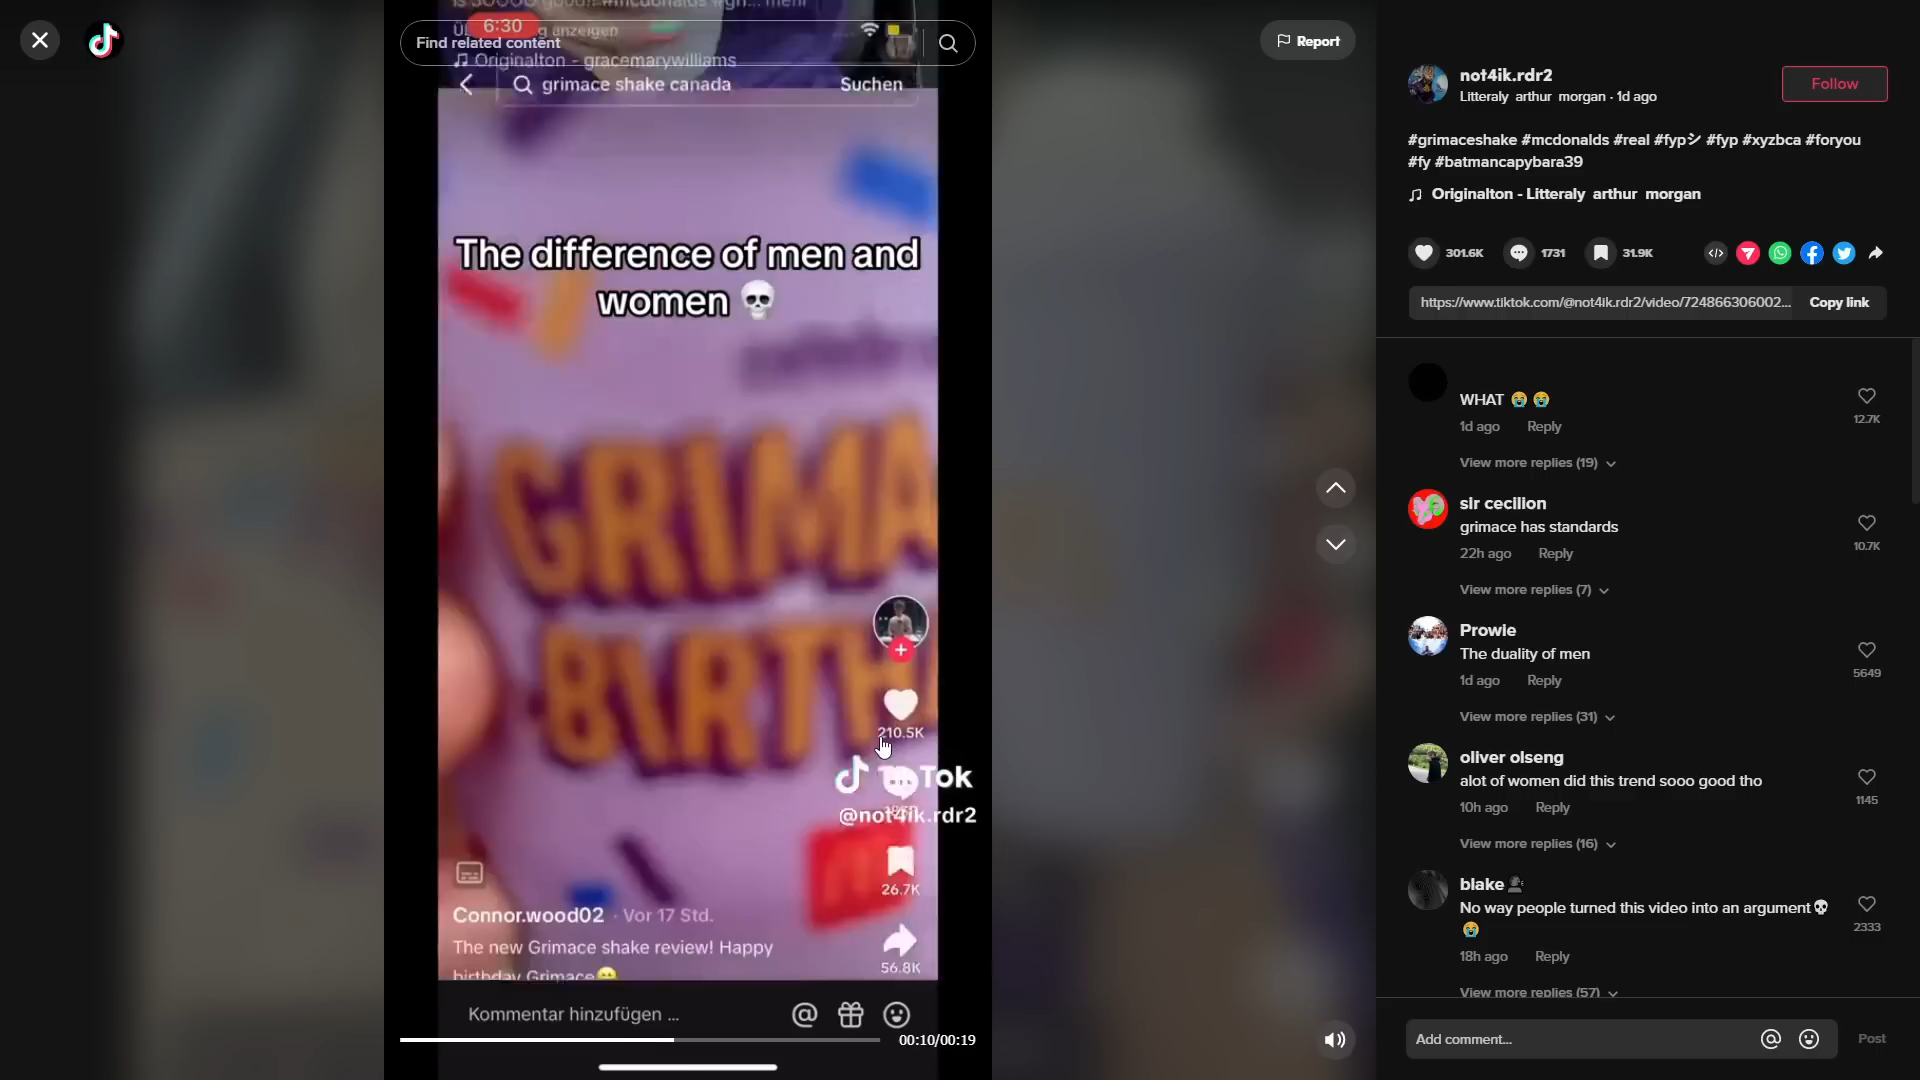 6:30
Find related content
anzeigen
Originalton - gracemarywilliams
grimace shake canada
Suchen
The difference of men and
women 💀
GRIMA
BIRTH
210.5K
TikTok
@not4ik.rdr2
26.7K
56.8K
Connor.wood02 · Vor 17 Std.
The new Grimace shake review! Happy
birthday Grimace😁
Kommentar hinzufügen ...
00:10/00:19
Report
not4ik.rdr2
Litteraly arthur morgan · 1d ago
Follow
#grimaceshake #mcdonalds #real #fypシ #fyp #xyzbca #foryou
#fy #batmancapybara39
Originalton - Litteraly arthur morgan
301.6K
1731
31.9K
https://www.tiktok.com/@not4ik.rdr2/video/724866306002...
Copy link
WHAT 😭 😭
1d ago Reply
12.7K
View more replies (19)
sir cecilion
grimace has standards
22h ago Reply
10.7K
View more replies (7)
Prowie
The duality of men
1d ago Reply
5649
View more replies (31)
oliver olseng
alot of women did this trend sooo good tho
10h ago Reply
1145
View more replies (16)
blake🗣
No way people turned this video into an argument💀
😭
2333
18h ago Reply
View more replies (57)
Add comment...
Post